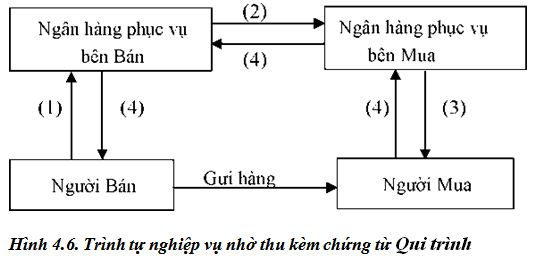 (2)
Ngân hàng phục vụ
bên Bán
Ngân hàng phục vụ
bên Mua
(4)
(1)
(4)
(4)
(3)
Người Bán
Gưi hàng
Người Mua
Hình 4.6. Trình tự nghiệp vụ nhờ thu kèm chứng từ Qui trình